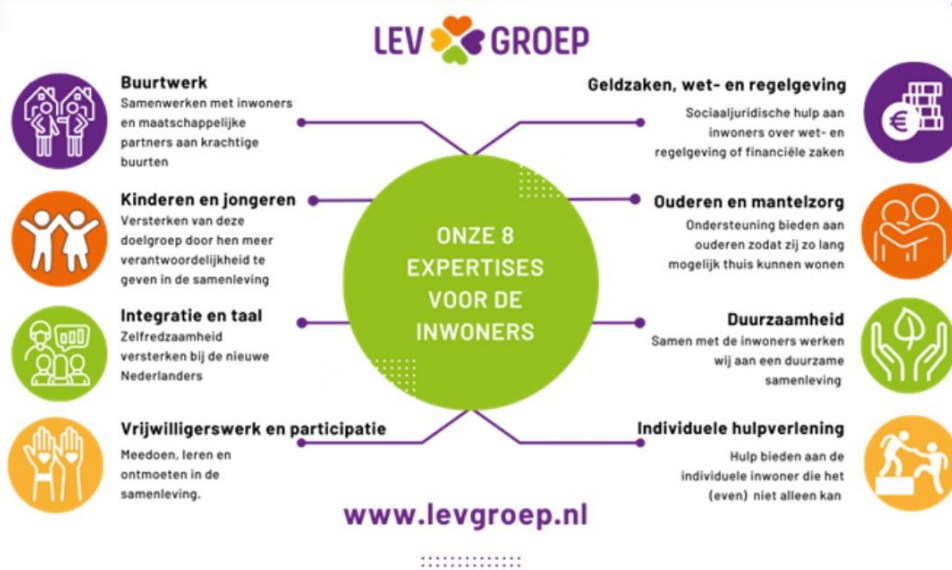 LEV GROEP
Buurtwerk
Samenwerken met inwoners
en maatschappelijke
partners aan krachtige
buurten
Kinderen en jongeren
Versterken van deze
doelgroep door hen meer
verantwoordelijkheid te
geven in de samenleving
Integratie en taal
Zelfredzaamheid
versterken bij de nieuwe
Nederlanders
Vrijwilligerswerk en participatie
Meedoen, leren en
ontmoeten in de
samenleving.
ONZE 8
EXPERTISES
VOOR DE
INWONERS
Geldzaken, wet- en regelgeving
Sociaaljuridische hulp aan
inwoners over wet- en
regelgeving of financiële zaken
Ouderen en mantelzorg
Ondersteuning bieden aan
ouderen zodat zij zo lang
mogelijk thuis kunnen wonen
Duurzaamheid
Samen met de inwoners werken
wij aan een duurzame
samenleving
Individuele hulpverlening
Hulp bieden aan de
individuele inwoner die het
(even) niet alleen kan
www.levgroep.nl